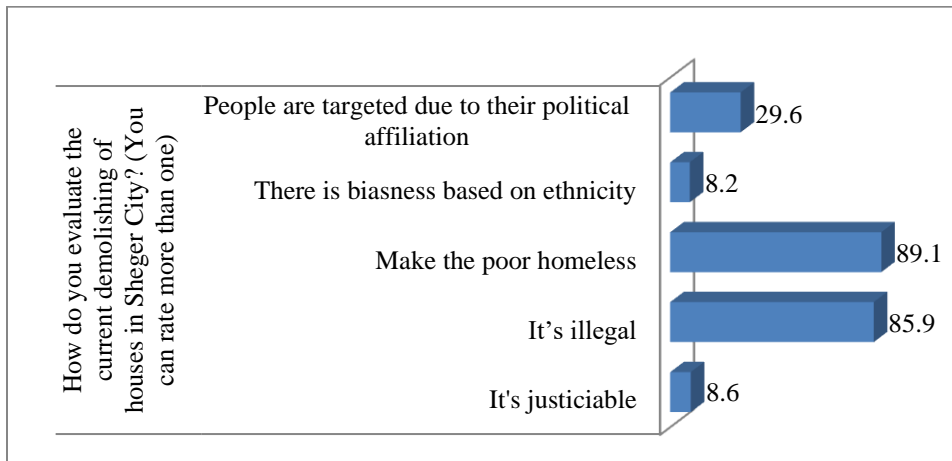 How do you evaluate the
current demolishing of
houses in Sheger City? (You
can rate more than one)
People are targeted due to their political
affiliation
29.6
There is biasness based on ethnicity
8.2
Make the poor homeless
89.1
It’s illegal
85.9
It's justiciable
8.6